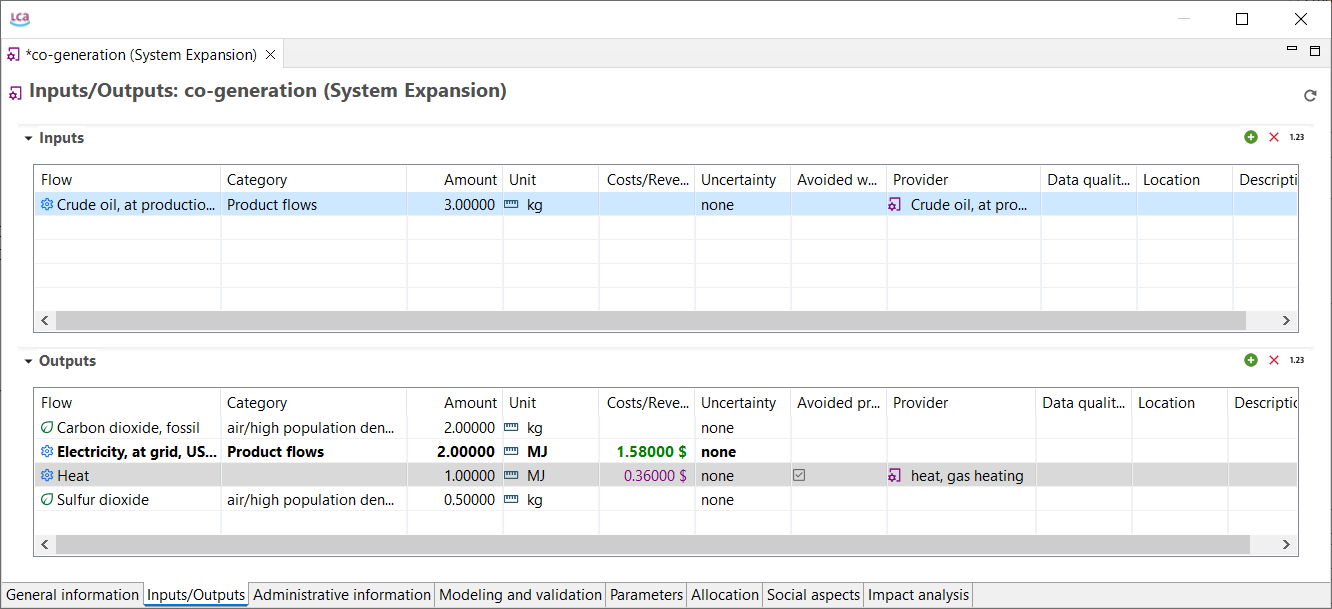 LCA
*co-generation (System Expansion)
Inputs/Outputs: co-generation (System Expansion)
Inputs
1.23
Flow Category Amount Unit Costs/Reve... Uncertainty Avoided w... Provider Data qualit... Location Descripti
Crude oil, at productio... Product flows 3.00000 kg none Crude oil, at pro...
Outputs
1.23
Flow Category Amount Unit Costs/Reve... Uncertainty Avoided pr... Provider Data qualit... Location Descriptic
Carbon dioxide, fossil air/high population den... 2.00000 kg none
Electricity, at grid, US... Product flows 2.00000 MJ 1.58000 $ none
Heat 1.00000 MJ 0.36000 $ none heat, gas heating
Sulfur dioxide air/high population den... 0.50000 kg none
General information Inputs/Outputs Administrative information Modeling and validation Parameters Allocation Social aspects Impact analysis